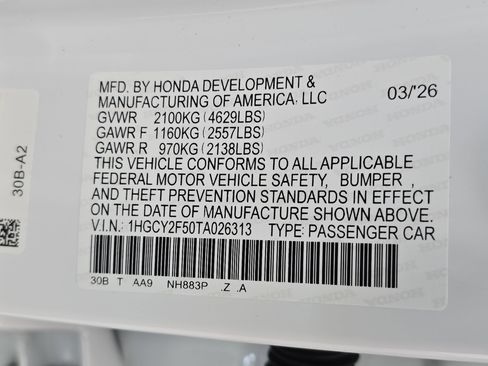 MFD. BY HONDA DEVELOPMENT &
MANUFACTURING OF AMERICA, LLC 03/'26
GVWR 2100KG (4629LBS)
GAWR F 1160KG (2557LBS)
GAWR R 970KG (2138LBS)
THIS VEHICLE CONFORMS TO ALL APPLICABLE
FEDERAL MOTOR VEHICLE SAFETY, BUMPER ,
AND THEFT PREVENTION STANDARDS IN EFFECT
ON THE DATE OF MANUFACTURE SHOWN ABOVE.
V.I.N.: 1HGCY2F50TA026313 TYPE: PASSENGER CAR
30B T AA9 NH883P .Z .A
30B-A2